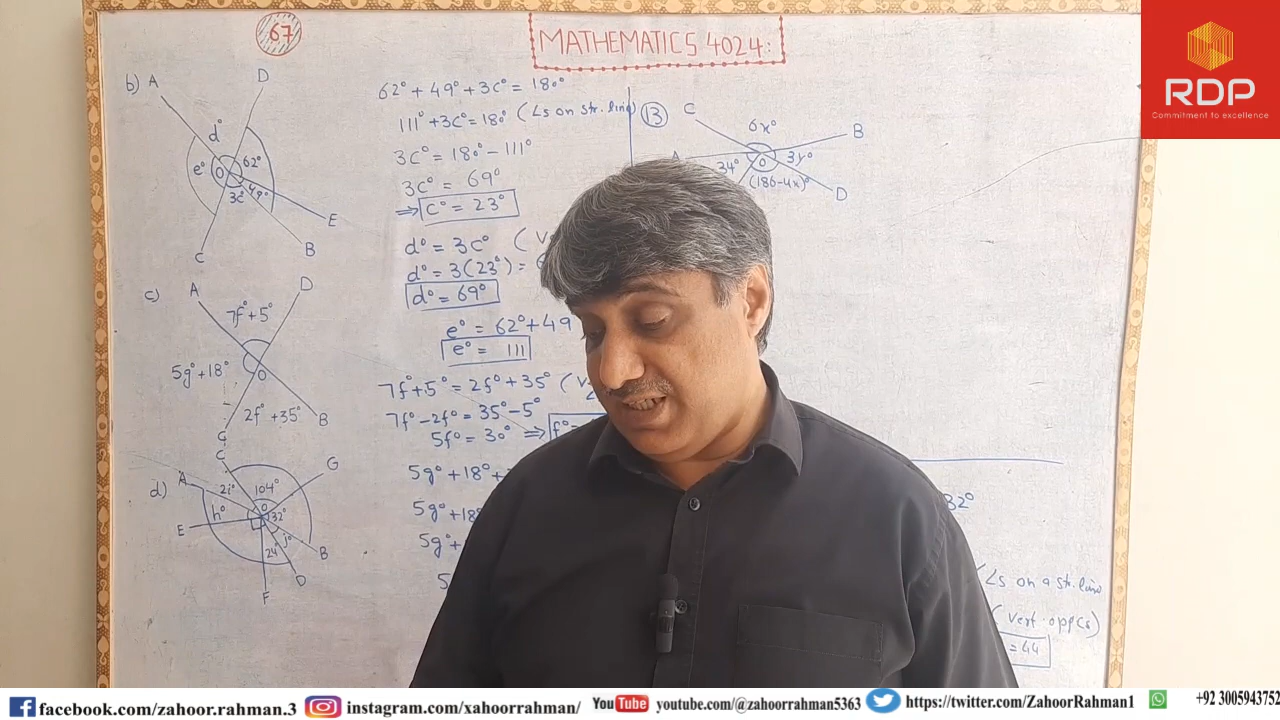 67
MATHEMATICS 4024:
RDP
Commitment to excellence
b)
A
D
d°
e°
O
62°
3c°
49°
E
B
C
62° + 49° + 3c° = 180°
111° + 3c° = 180° (∠s on str. line)
3c° = 180° - 111°
3c° = 69°
⇒ c° = 23°
d° = 3c° (
d° = 3(23°) =
d° = 69°
e° = 62° + 49
e° = 111
c)
A
D
7f° + 5°
5g° + 18°
O
2f° + 35°
B
C
7f° + 5° = 2f° + 35° (
7f° - 2f° = 35° - 5°
5f° = 30° ⇒ f° =
5g° + 18° +
5g° + 18
5g° +
5
d)
C
A
G
2i°
104°
h°
O
32°
E
j°
B
24°
D
F
13
C
6x°
B
A
34°
O
3y°
(186-4x)°
D
32°
∠s on a str. line
(vert. opp ∠s)
= 44
facebook.com/zahoor.rahman.3
instagram.com/xahoorrahman/
YouTube youtube.com/@zahoorrahman5363
https://twitter.com/ZahoorRahman1
+92 3005943752